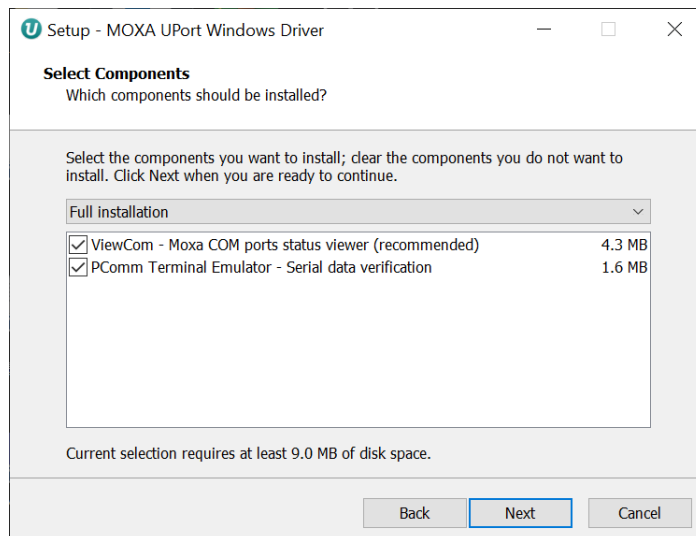 Setup - MOXA UPort Windows Driver
Select Components
Which components should be installed?
Select the components you want to install; clear the components you do not want to
install. Click Next when you are ready to continue.
Full installation
ViewCom - Moxa COM ports status viewer (recommended) 4.3 MB
PComm Terminal Emulator - Serial data verification 1.6 MB
Current selection requires at least 9.0 MB of disk space.
Back Next Cancel